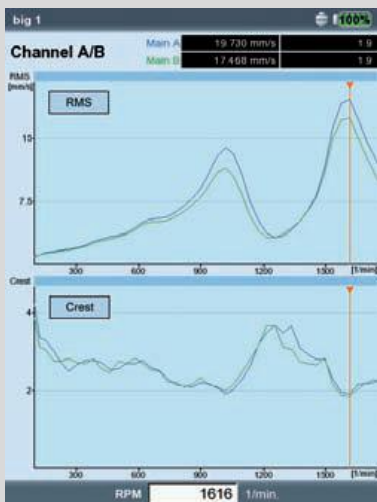 big 1
100%
Channel A/B
Main A 19.730 mm/s 1.9
Main B 17.468 mm/s 1.9
RMS
[mm/s]
RMS
15
7.5
300 600 900 1200 1500 [1/min]
Crest
Crest
4
2
300 600 900 1200 1500 [1/min]
RPM 1616 1/min.